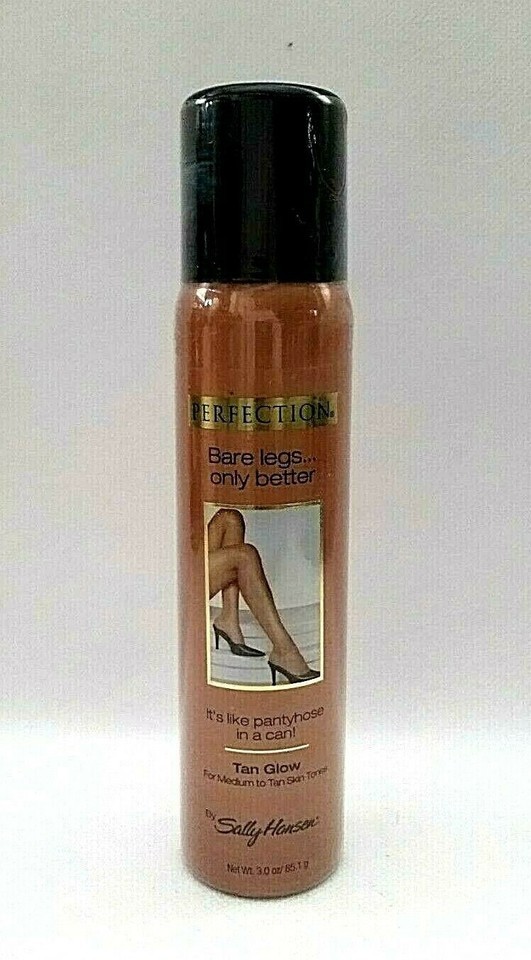 PERFECTION®
Bare legs...
only better
It's like pantyhose
in a can!
Tan Glow
For Medium to Tan Skin Tones
By Sally Hansen®
Net Wt. 3.0 oz/ 85.1 g